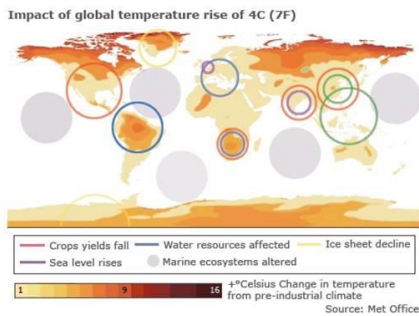 Impact of global temperature rise of 4C (7F)
Crops yields fall
Water resources affected
Ice sheet decline
Sea level rises
Marine ecosystems altered
1 9 16
+°Celsius Change in temperature
from pre-industrial climate
Source: Met Office